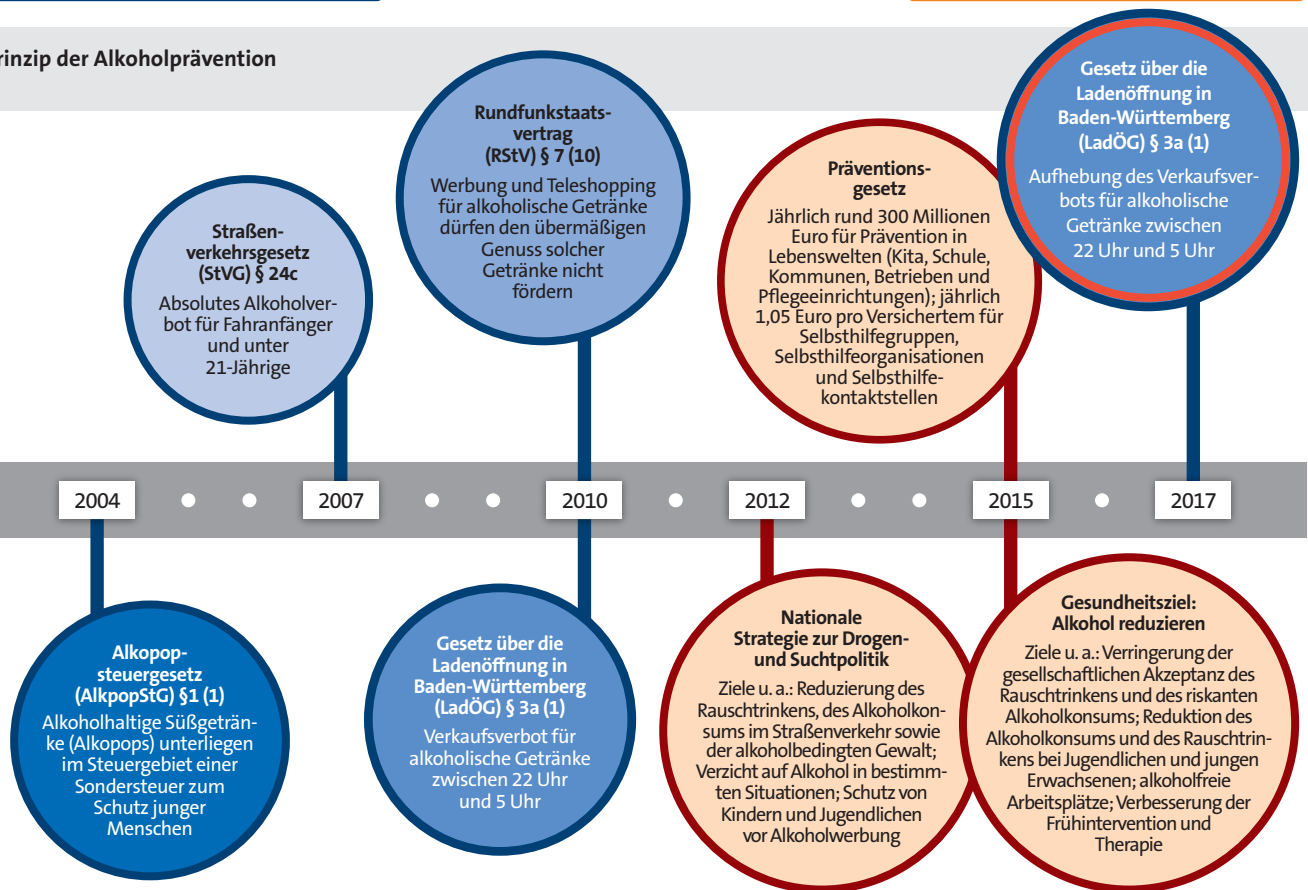 rinzip der Alkoholprävention
Straßen-
verkehrsgesetz
(StVG) § 24c
Absolutes Alkoholver-
bot für Fahranfänger
und unter
21-Jährige
Rundfunkstaats-
vertrag
(RStV) § 7 (10)
Werbung und Teleshopping
für alkoholische Getränke
dürfen den übermäßigen
Genuss solcher
Getränke nicht
fördern
Präventions-
gesetz
Jährlich rund 300 Millionen
Euro für Prävention in
Lebenswelten (Kita, Schule,
Kommunen, Betrieben und
Pflegeeinrichtungen); jährlich
1,05 Euro pro Versichertem für
Selbsthilfegruppen,
Selbsthilfeorganisationen
und Selbsthilfe-
kontaktstellen
Gesetz über die
Ladenöffnung in
Baden-Württemberg
(LadÖG) § 3a (1)
Aufhebung des Verkaufsver-
bots für alkoholische
Getränke zwischen
22 Uhr und 5 Uhr
2004
2007
2010
2012
2015
2017
Alkopop-
steuergesetz
(AlkpopStG) §1 (1)
Alkoholhaltige Süßgeträn-
ke (Alkopops) unterliegen
im Steuergebiet einer
Sondersteuer zum
Schutz junger
Menschen
Gesetz über die
Ladenöffnung in
Baden-Württemberg
(LadÖG) § 3a (1)
Verkaufsverbot für
alkoholische Getränke
zwischen 22 Uhr
und 5 Uhr
Nationale
Strategie zur Drogen-
und Suchtpolitik
Ziele u. a.: Reduzierung des
Rauschtrinkens, des Alkoholkon-
sums im Straßenverkehr sowie
der alkoholbedingten Gewalt;
Verzicht auf Alkohol in bestimm-
ten Situationen; Schutz von
Kindern und Jugendlichen
vor Alkoholwerbung
Gesundheitsziel:
Alkohol reduzieren
Ziele u. a.: Verringerung der
gesellschaftlichen Akzeptanz des
Rauschtrinkens und des riskanten
Alkoholkonsums; Reduktion des
Alkoholkonsums und des Rauschtrin-
kens bei Jugendlichen und jungen
Erwachsenen; alkoholfreie
Arbeitsplätze; Verbesserung der
Frühintervention und
Therapie